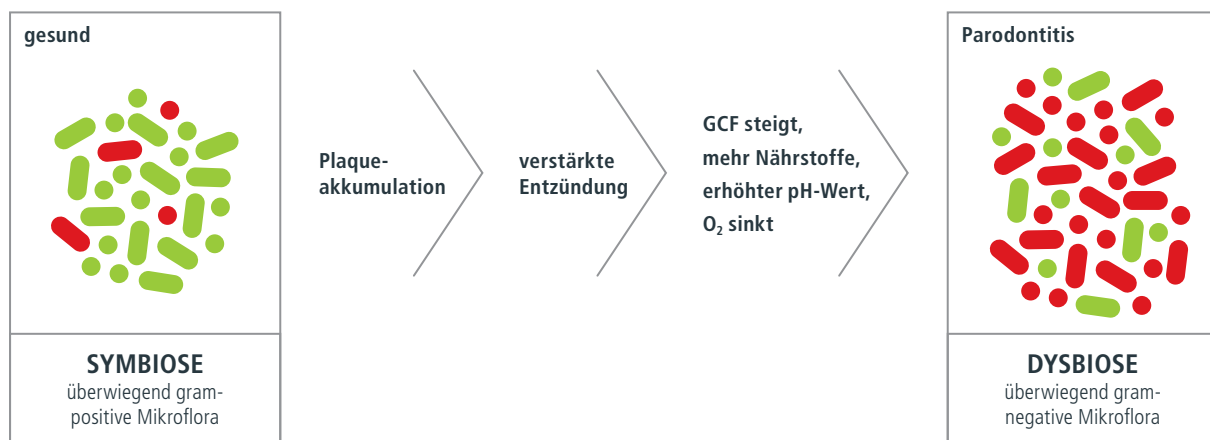 gesund
Plaque-
akkumulation
verstärkte
Entzündung
GCF steigt,
mehr Nährstoffe,
erhöhter pH-Wert,
O₂ sinkt
Parodontitis
SYMBIOSE
überwiegend gram-
positive Mikroflora
DYSBIOSE
überwiegend gram-
negative Mikroflora